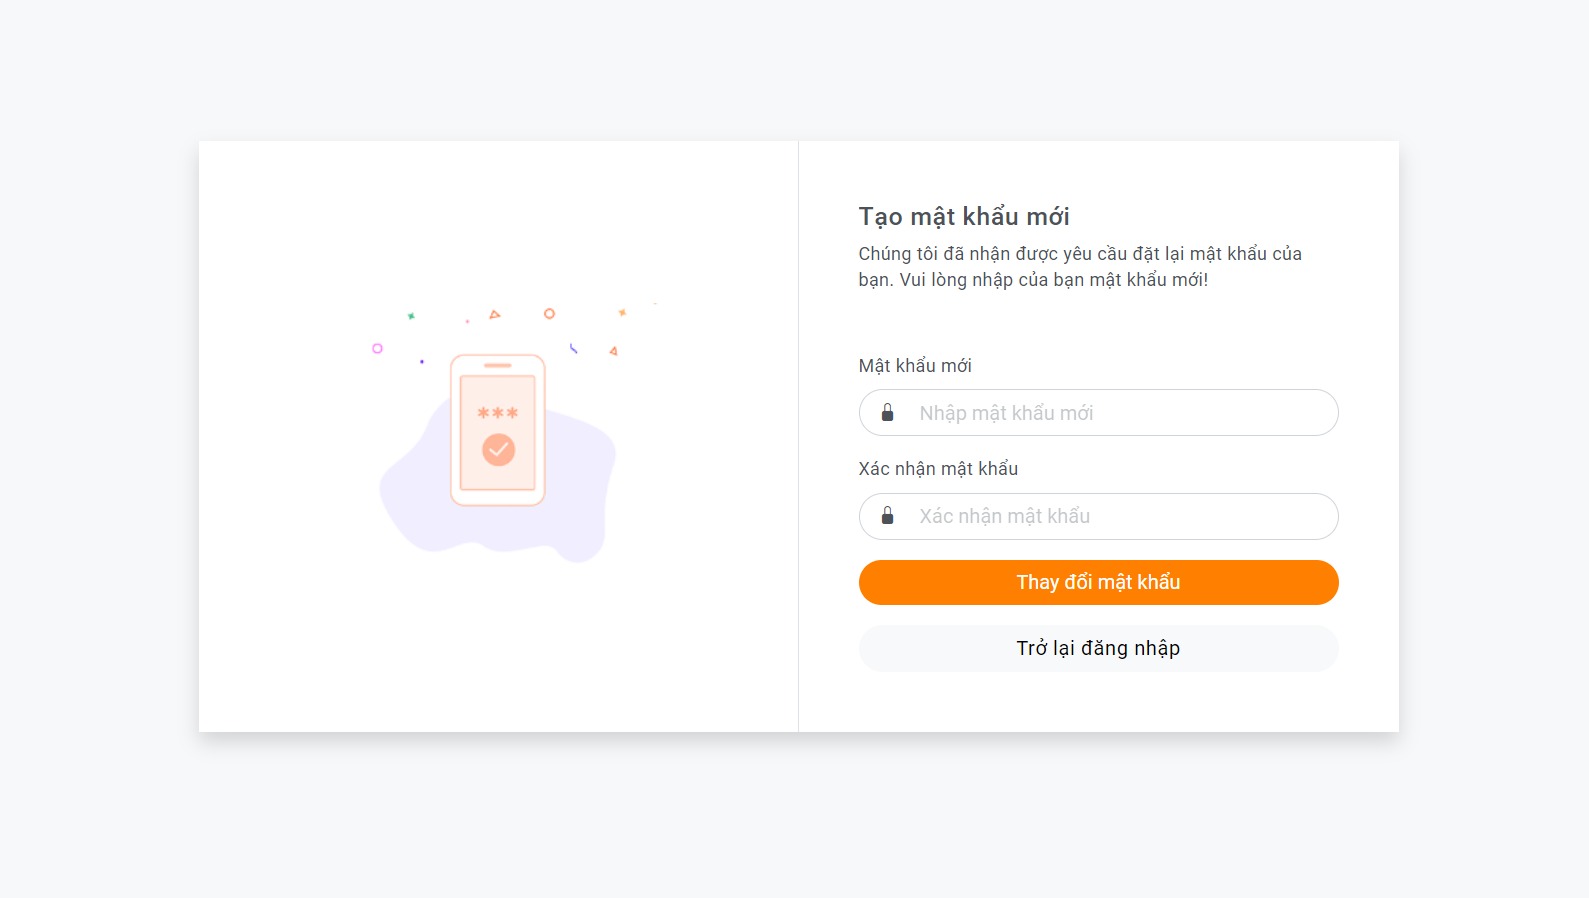 Tạo mật khẩu mới
Chúng tôi đã nhận được yêu cầu đặt lại mật khẩu của
bạn. Vui lòng nhập của bạn mật khẩu mới!
Mật khẩu mới
Nhập mật khẩu mới
Xác nhận mật khẩu
Xác nhận mật khẩu
Thay đổi mật khẩu
Trở lại đăng nhập